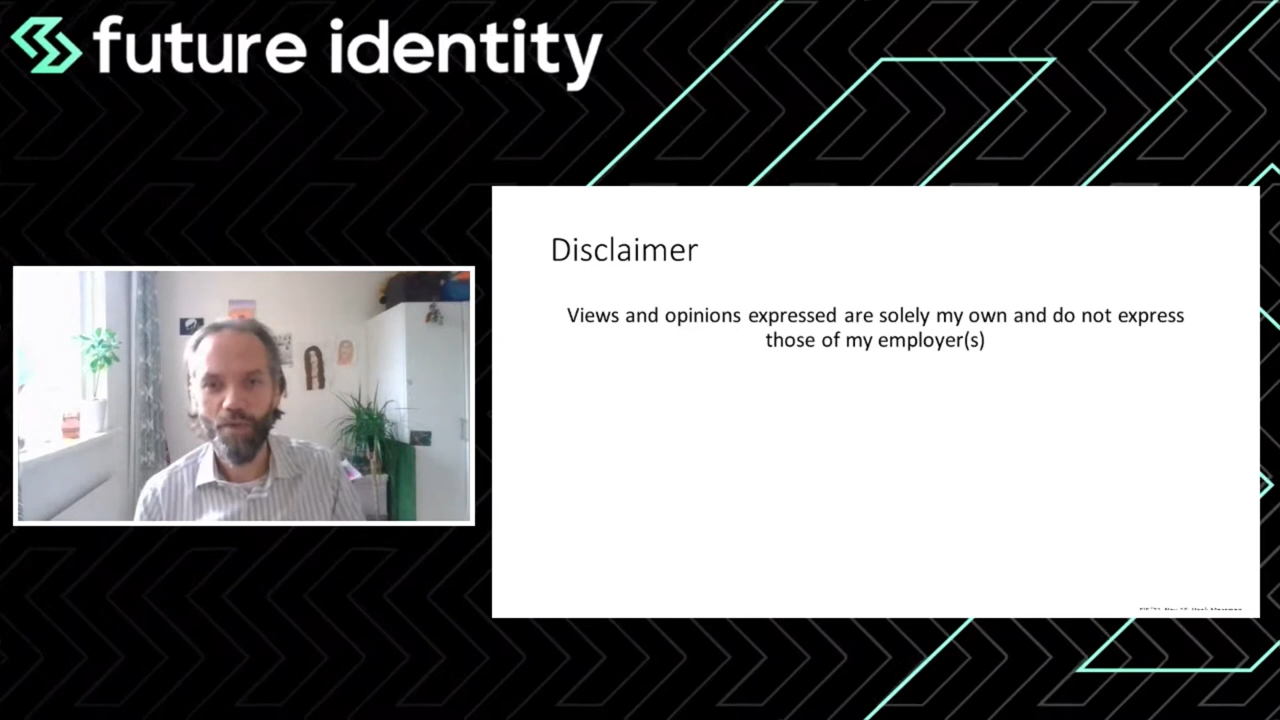 future identity
Disclaimer
Views and opinions expressed are solely my own and do not express
those of my employer(s)